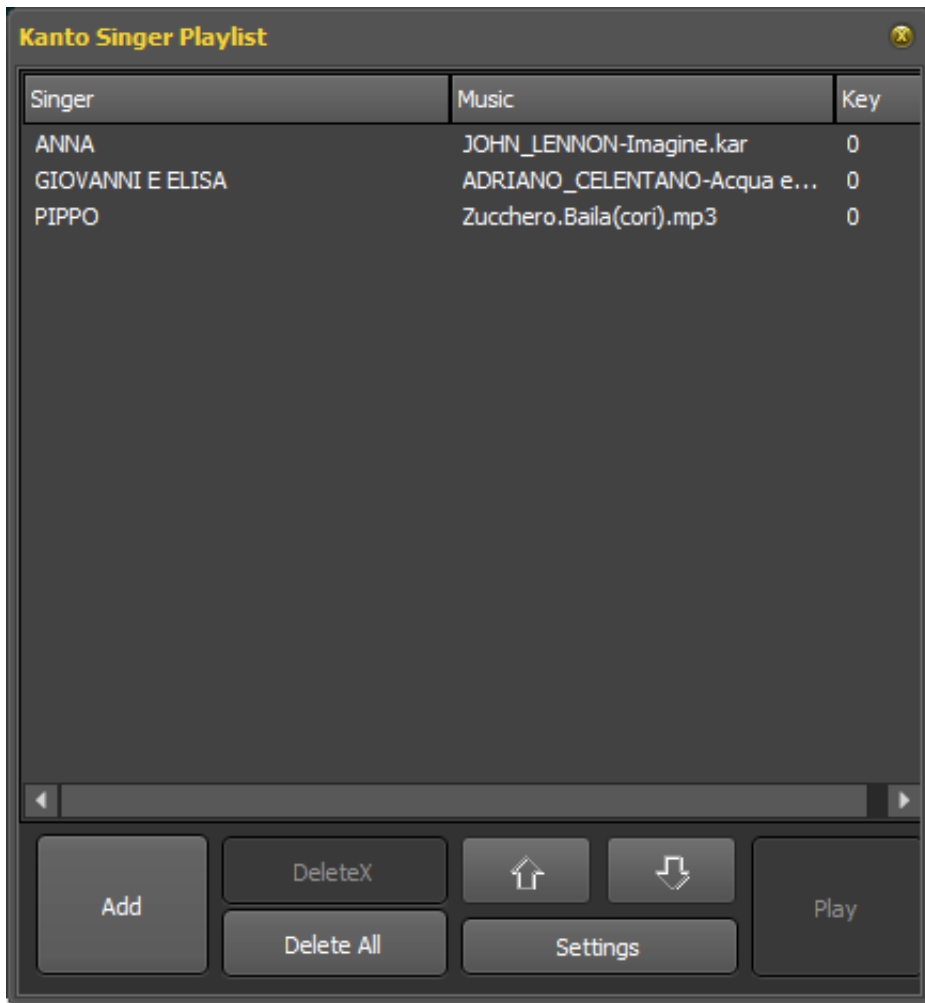 Kanto Singer Playlist
Singer Music Key
ANNA JOHN_LENNON-Imagine.kar 0
GIOVANNI E ELISA ADRIANO_CELENTANO-Acqua e... 0
PIPPO Zucchero.Baila(cori).mp3 0
Add
DeleteX
Delete All
Settings
Play